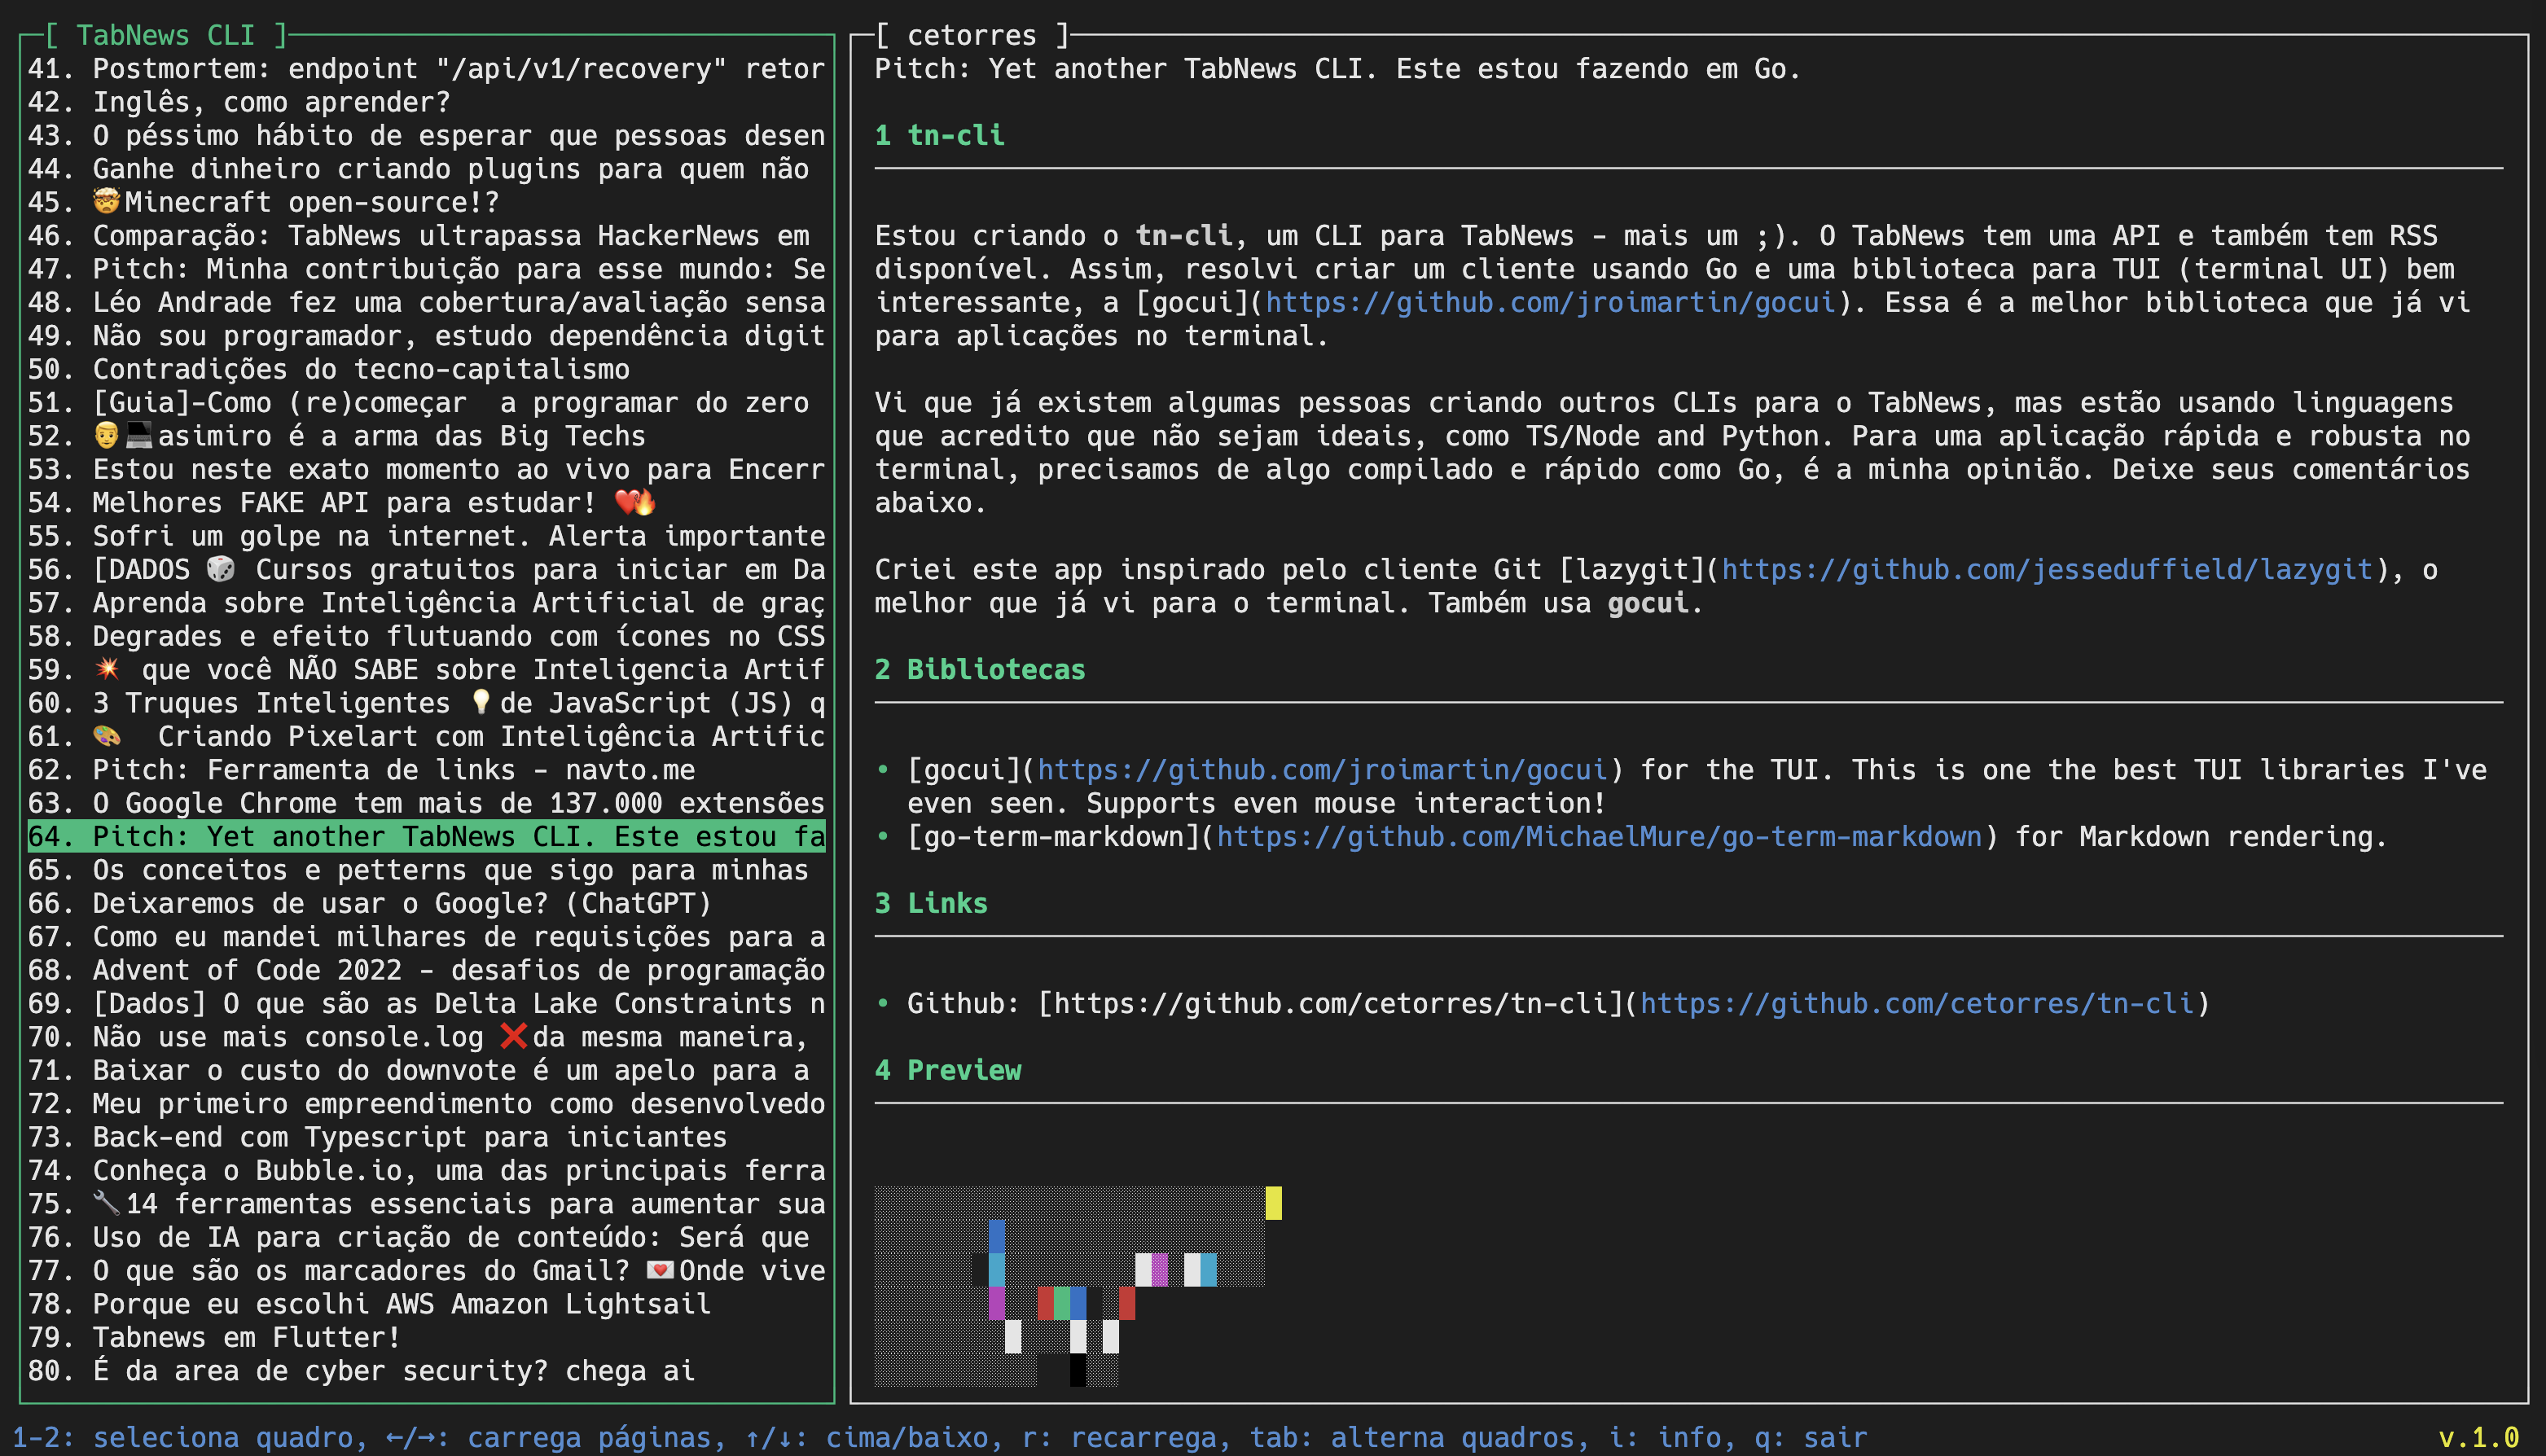 [ TabNews CLI ]
41. Postmortem: endpoint "/api/v1/recovery" retor
42. Inglês, como aprender?
43. O péssimo hábito de esperar que pessoas desen
44. Ganhe dinheiro criando plugins para quem não
45. 🤯Minecraft open-source!?
46. Comparação: TabNews ultrapassa HackerNews em
47. Pitch: Minha contribuição para esse mundo: Se
48. Léo Andrade fez uma cobertura/avaliação sensa
49. Não sou programador, estudo dependência digit
50. Contradições do tecno-capitalismo
51. [Guia]-Como (re)começar  a programar do zero
52. 👨💻asimiro é a arma das Big Techs
53. Estou neste exato momento ao vivo para Encerr
54. Melhores FAKE API para estudar! ❤️🔥
55. Sofri um golpe na internet. Alerta importante
56. [DADOS 🎲 Cursos gratuitos para iniciar em Da
57. Aprenda sobre Inteligência Artificial de graç
58. Degrades e efeito flutuando com ícones no CSS
59. 💥 que você NÃO SABE sobre Inteligencia Artif
60. 3 Truques Inteligentes 💡de JavaScript (JS) q
61. 🎨  Criando Pixelart com Inteligência Artific
62. Pitch: Ferramenta de links - navto.me
63. O Google Chrome tem mais de 137.000 extensões
64. Pitch: Yet another TabNews CLI. Este estou fa
65. Os conceitos e petterns que sigo para minhas
66. Deixaremos de usar o Google? (ChatGPT)
67. Como eu mandei milhares de requisições para a
68. Advent of Code 2022 - desafios de programação
69. [Dados] O que são as Delta Lake Constraints n
70. Não use mais console.log ❌da mesma maneira,
71. Baixar o custo do downvote é um apelo para a
72. Meu primeiro empreendimento como desenvolvedo
73. Back-end com Typescript para iniciantes
74. Conheça o Bubble.io, uma das principais ferra
75. 🔧14 ferramentas essenciais para aumentar sua
76. Uso de IA para criação de conteúdo: Será que
77. O que são os marcadores do Gmail? 💌Onde vive
78. Porque eu escolhi AWS Amazon Lightsail
79. Tabnews em Flutter!
80. É da area de cyber security? chega ai
[ cetorres ]
Pitch: Yet another TabNews CLI. Este estou fazendo em Go.
1 tn-cli
Estou criando o tn-cli, um CLI para TabNews - mais um ;). O TabNews tem uma API e também tem RSS
disponível. Assim, resolvi criar um cliente usando Go e uma biblioteca para TUI (terminal UI) bem
interessante, a [gocui](https://github.com/jroimartin/gocui). Essa é a melhor biblioteca que já vi
para aplicações no terminal.
Vi que já existem algumas pessoas criando outros CLIs para o TabNews, mas estão usando linguagens
que acredito que não sejam ideais, como TS/Node and Python. Para uma aplicação rápida e robusta no
terminal, precisamos de algo compilado e rápido como Go, é a minha opinião. Deixe seus comentários
abaixo.
Criei este app inspirado pelo cliente Git [lazygit](https://github.com/jesseduffield/lazygit), o
melhor que já vi para o terminal. Também usa gocui.
2 Bibliotecas
• [gocui](https://github.com/jroimartin/gocui) for the TUI. This is one the best TUI libraries I've
even seen. Supports even mouse interaction!
• [go-term-markdown](https://github.com/MichaelMure/go-term-markdown) for Markdown rendering.
3 Links
• Github: [https://github.com/cetorres/tn-cli](https://github.com/cetorres/tn-cli)
4 Preview
1-2: seleciona quadro, ←/→: carrega páginas, ↑/↓: cima/baixo, r: recarrega, tab: alterna quadros, i: info, q: sair
v.1.0